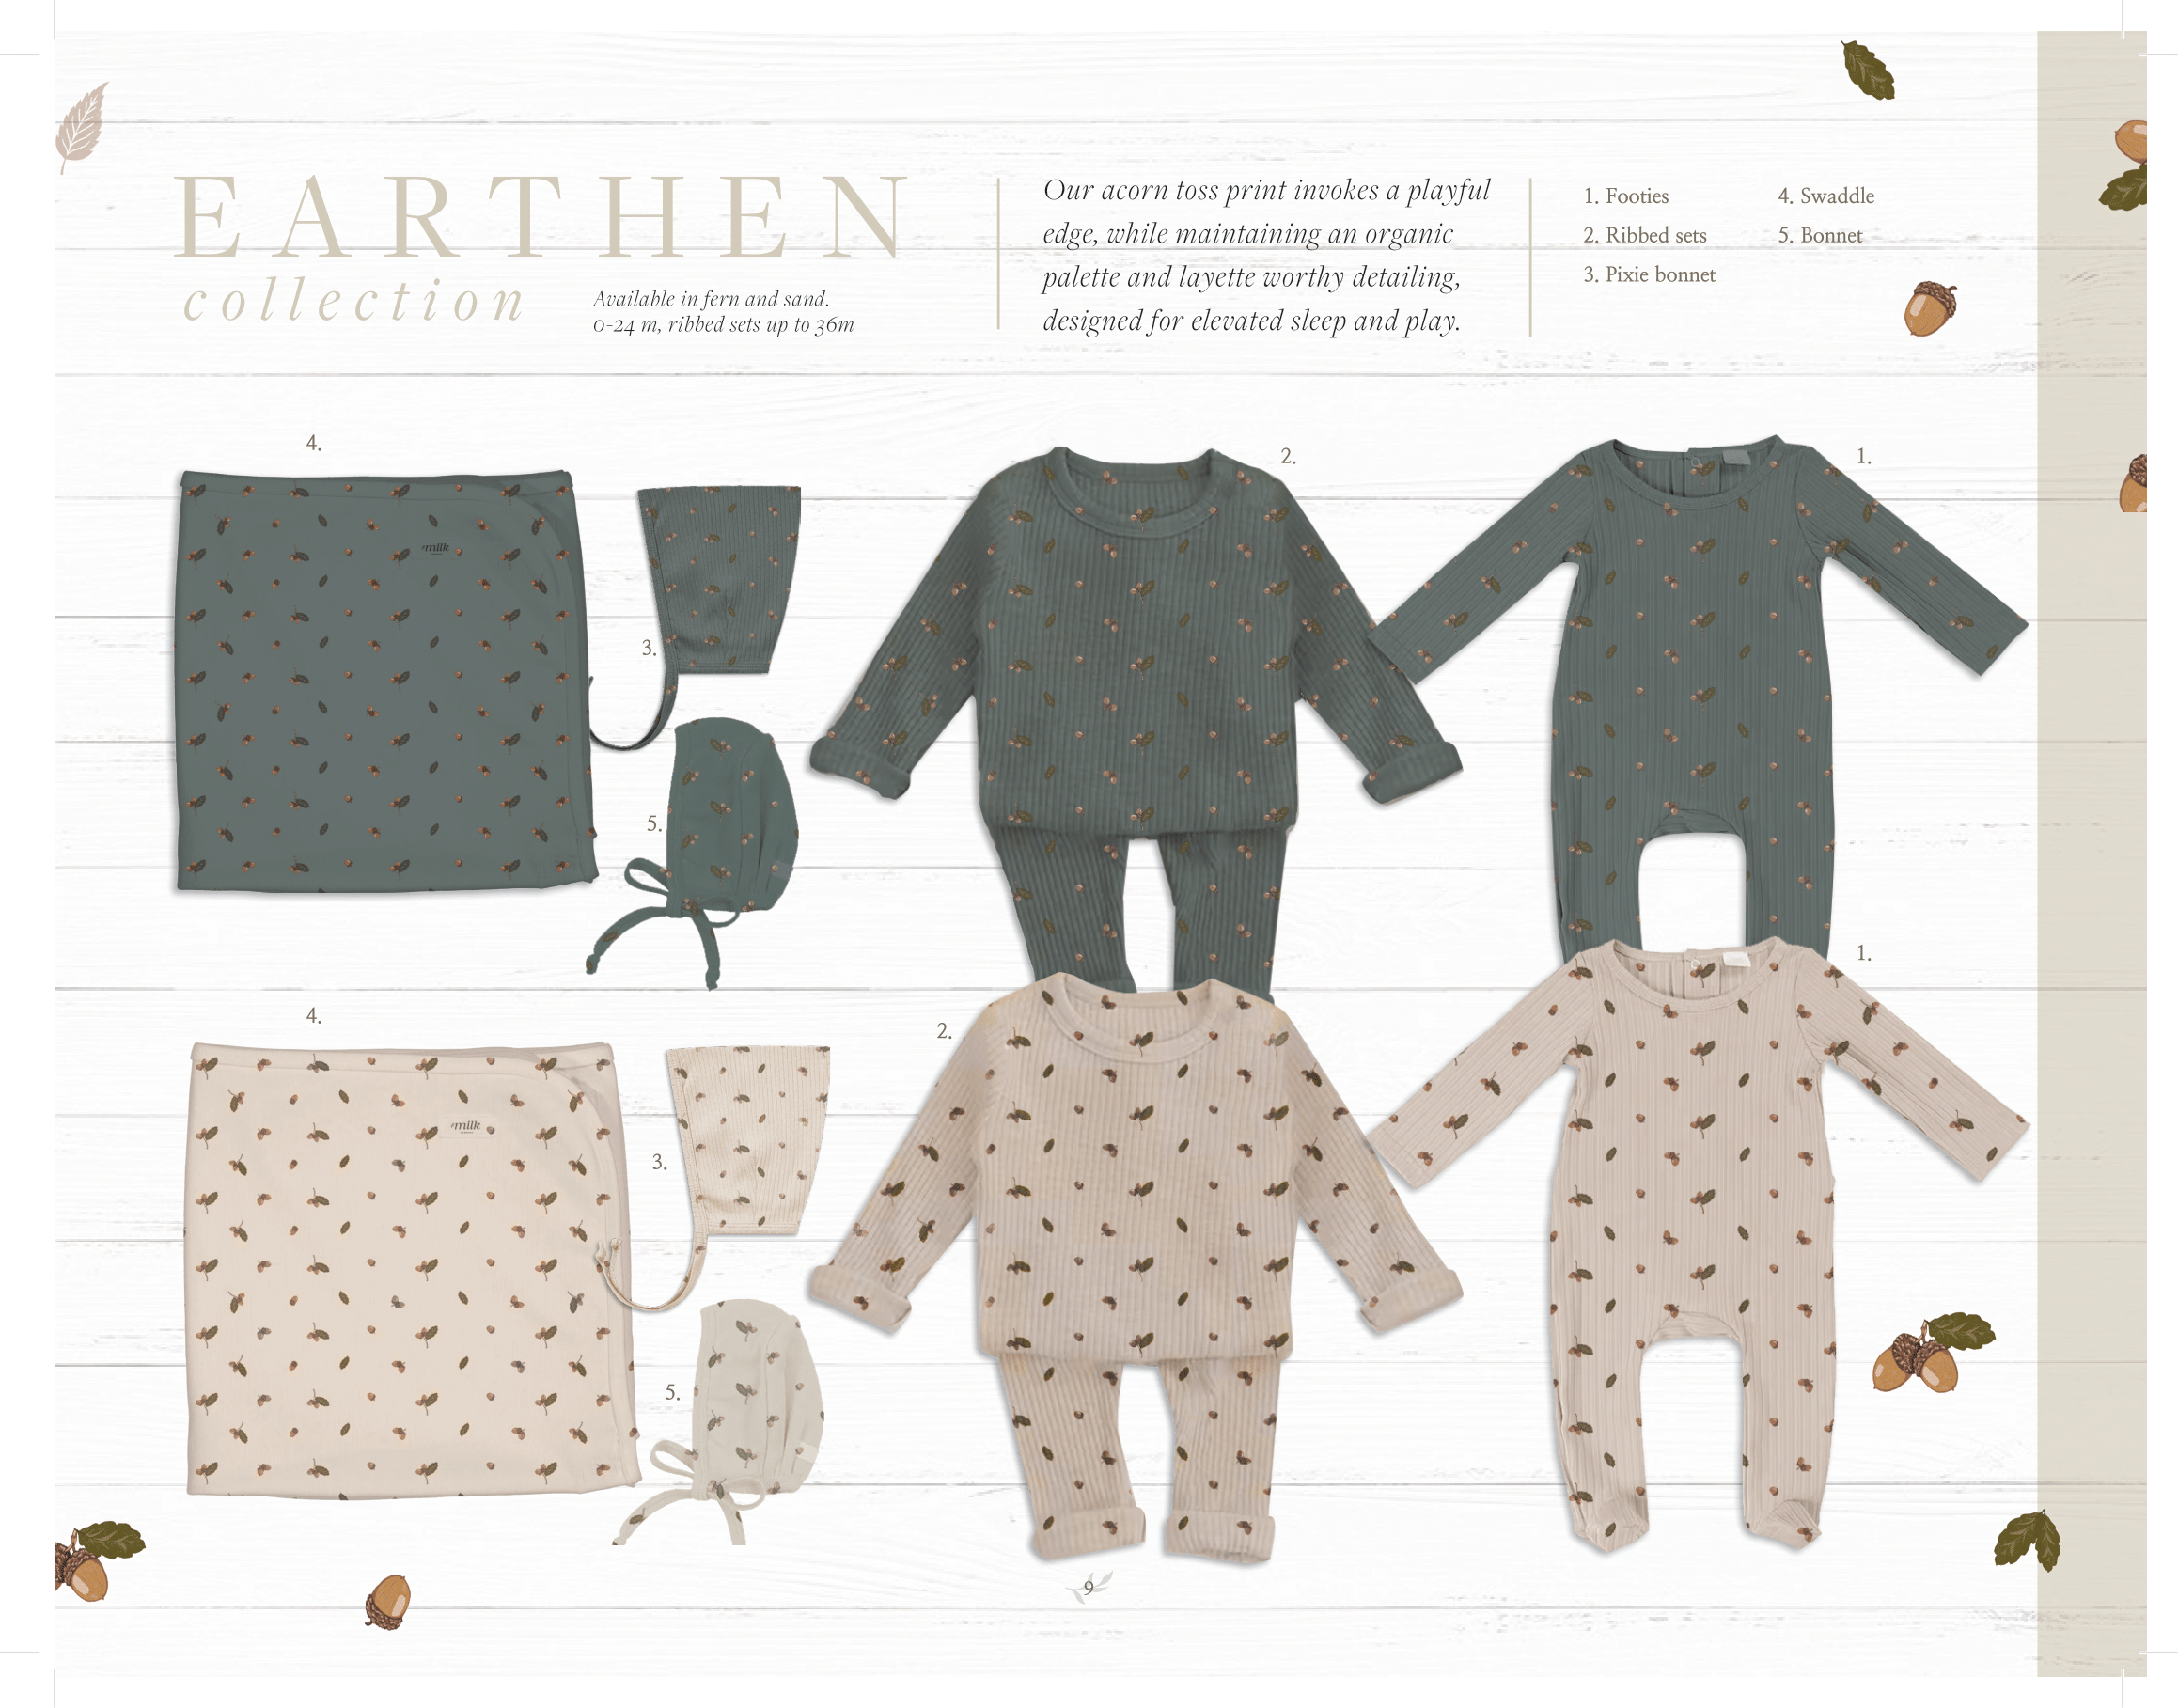 EARTHEN
collection
Available in fern and sand.
0-24 m, ribbed sets up to 36m
Our acorn toss print invokes a playful
edge, while maintaining an organic
palette and layette worthy detailing,
designed for elevated sleep and play.
1. Footies
2. Ribbed sets
3. Pixie bonnet
4. Swaddle
5. Bonnet
4.
2.
1.
milk
3.
5.
1.
4.
2.
milk
3.
5.
9